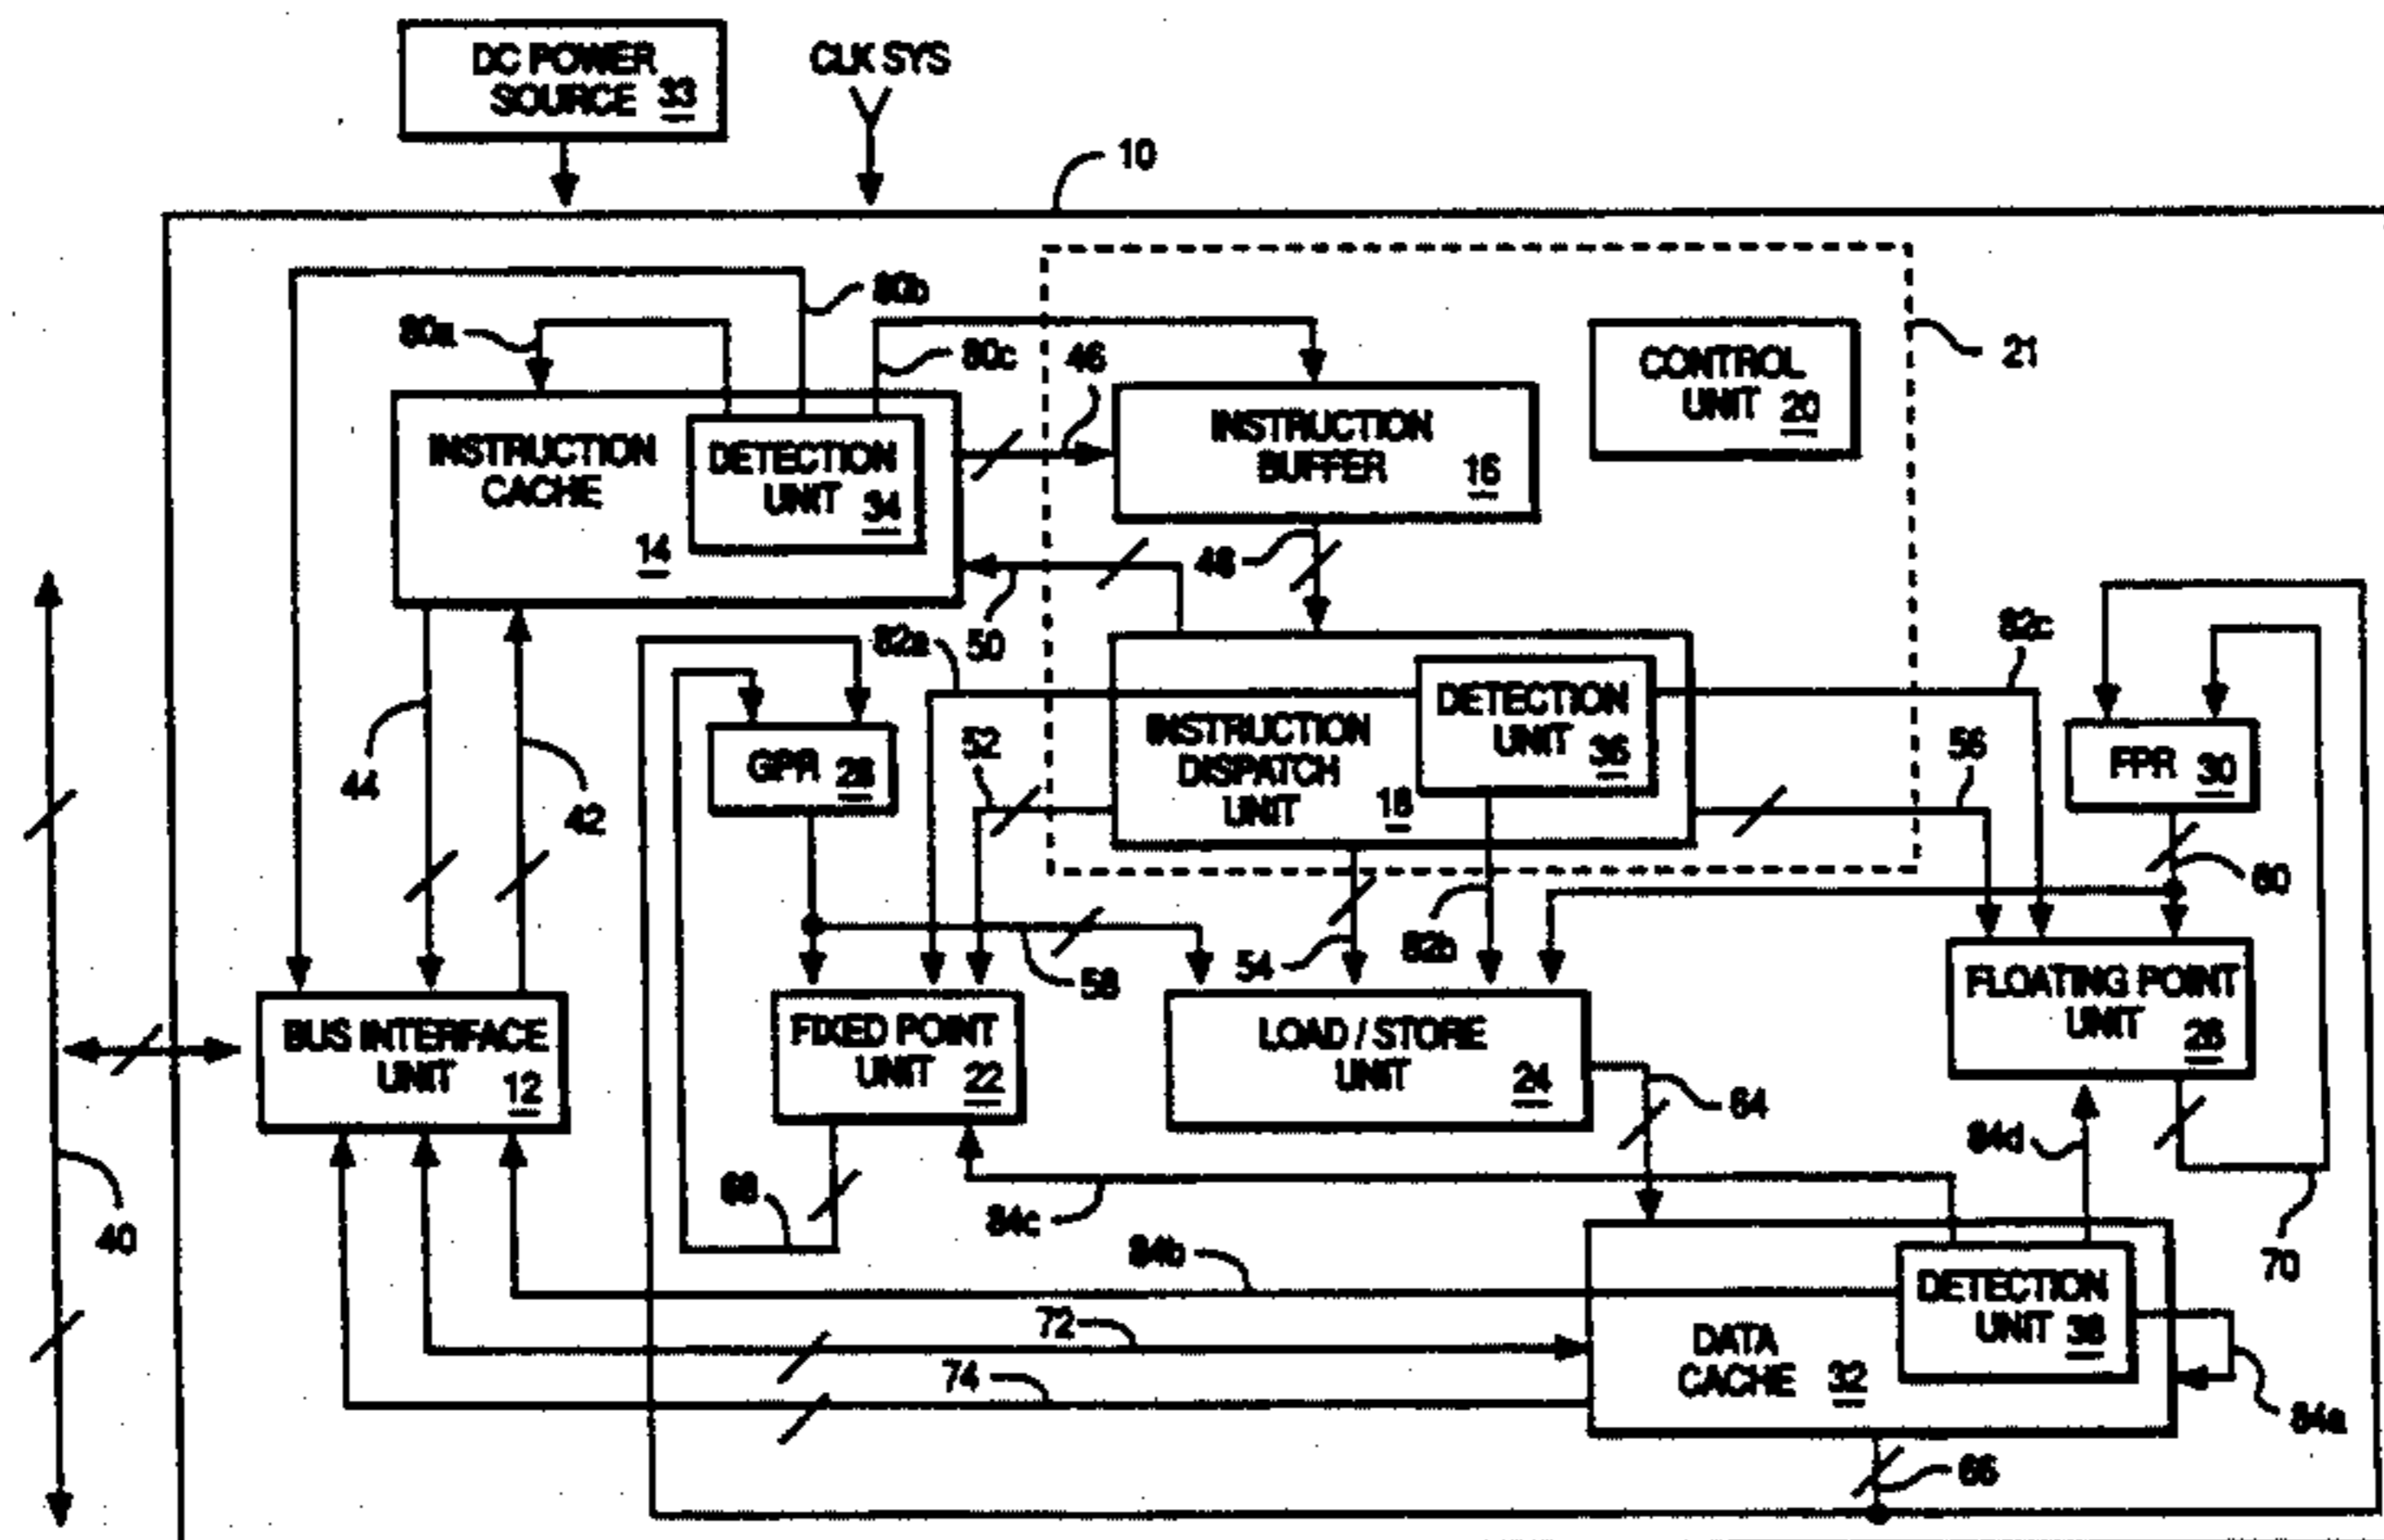 DC POWER
SOURCE 33
CLK SYS
10
80b
80a
80c
46
21
CONTROL
UNIT 20
INSTRUCTION
BUFFER 16
INSTRUCTION
CACHE
14
DETECTION
UNIT
34
48
50
82a
82c
44
42
GPR 28
52
INSTRUCTION
DISPATCH
UNIT 18
DETECTION
UNIT
36
56
FPR 30
60
58
54
82b
BUS INTERFACE
UNIT 12
FIXED POINT
UNIT 22
LOAD / STORE
UNIT 24
FLOATING POINT
UNIT
26
64
84d
40
68
84c
84b
70
72
74
DATA
CACHE 32
DETECTION
UNIT 38
84a
66